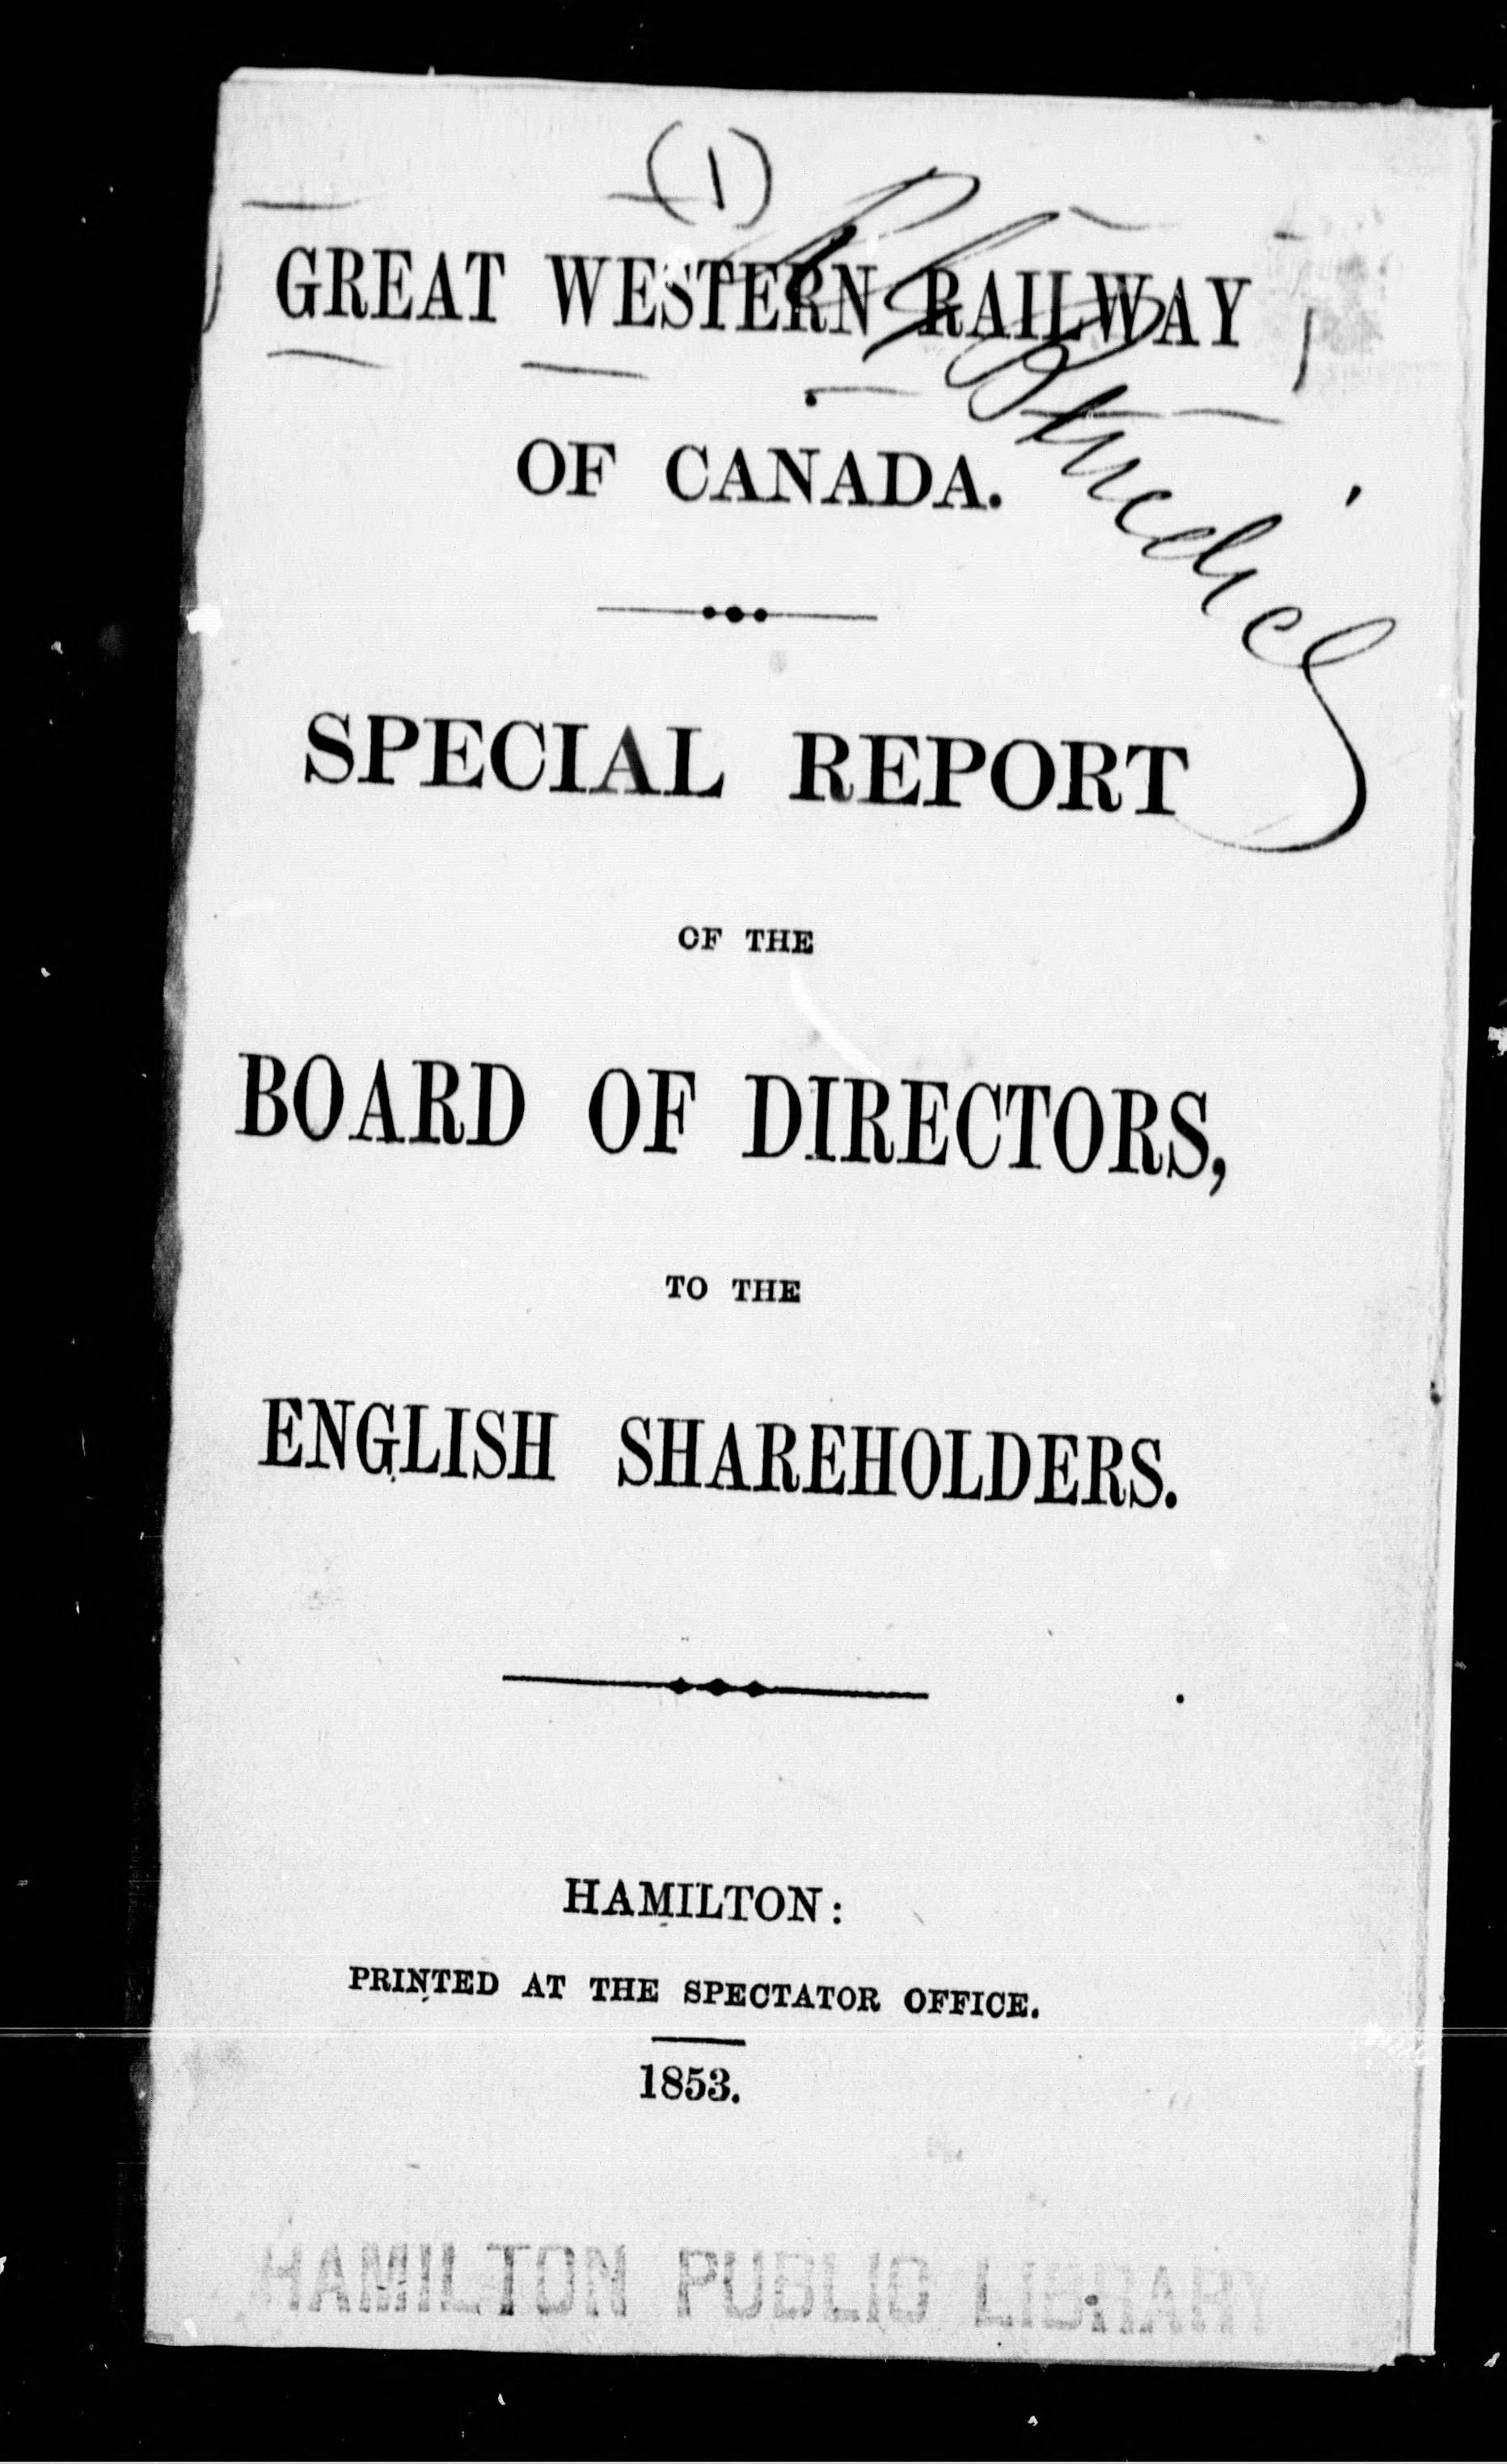 (1)
GREAT WESTERN RAILWAY
OF CANADA.
SPECIAL REPORT
OF THE
BOARD OF DIRECTORS,
TO THE
ENGLISH SHAREHOLDERS.
HAMILTON:
PRINTED AT THE SPECTATOR OFFICE.
1853.
HAMILTON PUBLIC LIBRARY